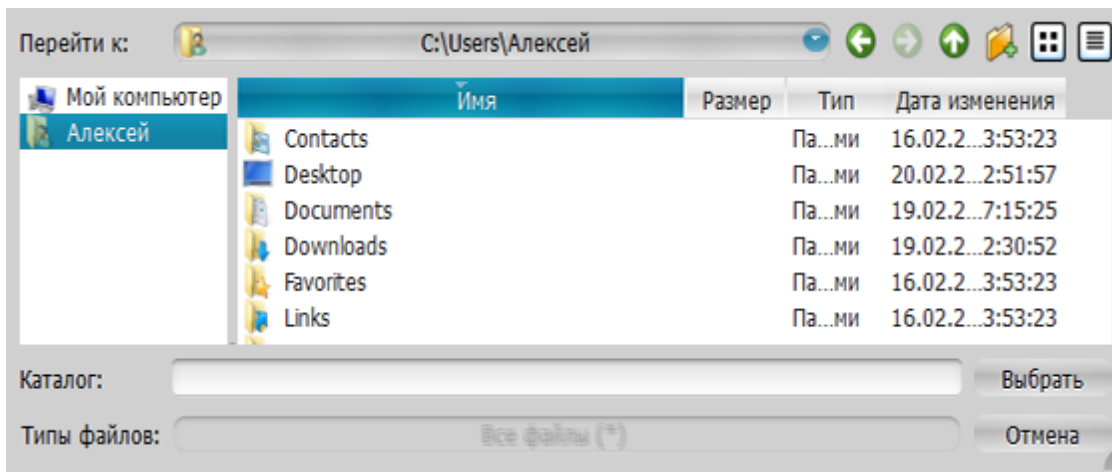 Перейти к: C:\Users\Алексей
Мой компьютер
Алексей
Имя Размер Тип Дата изменения
Contacts Па...ми 16.02.2...3:53:23
Desktop Па...ми 20.02.2...2:51:57
Documents Па...ми 19.02.2...7:15:25
Downloads Па...ми 19.02.2...2:30:52
Favorites Па...ми 16.02.2...3:53:23
Links Па...ми 16.02.2...3:53:23
Каталог: Выбрать
Типы файлов: Все файлы (*) Отмена